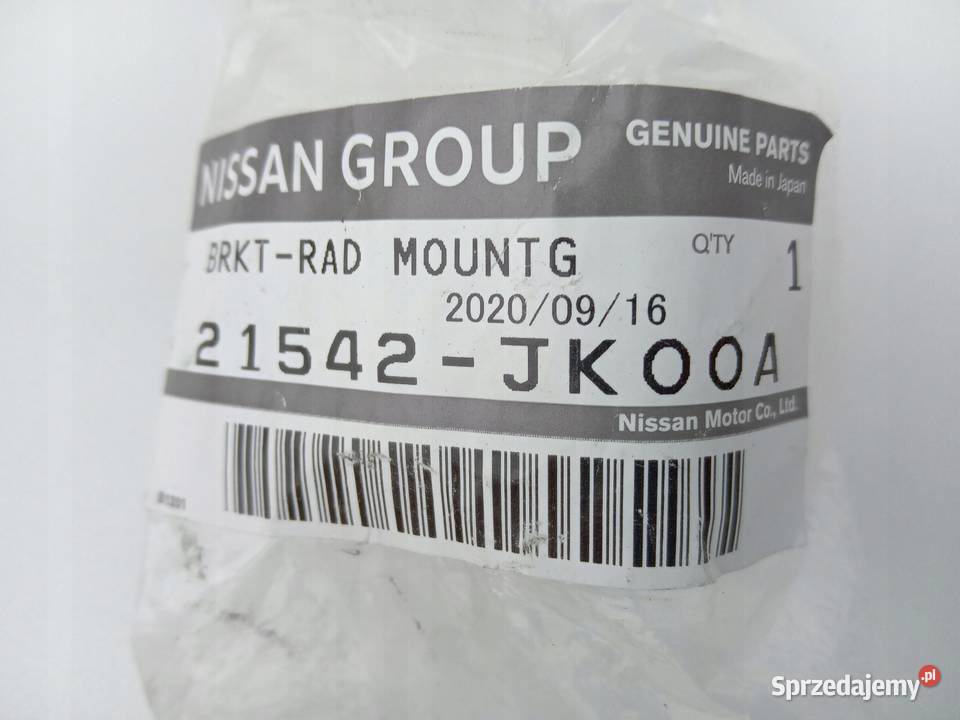 NISSAN GROUP
GENUINE PARTS
Made in Japan
BRKT-RAD MOUNTG
Q'TY 1
2020/09/16
21542-JK00A
Nissan Motor Co., Ltd.
Sprzedajemy.pl